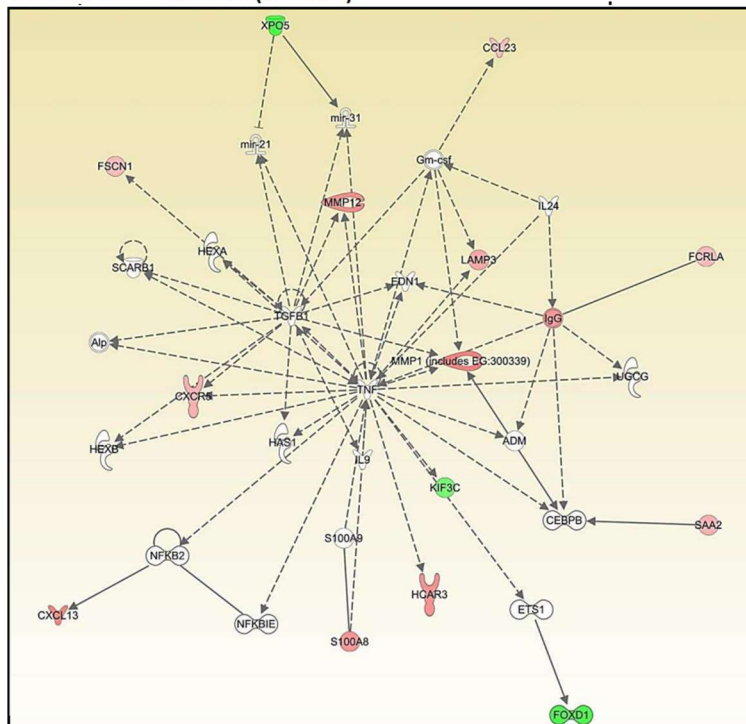 XPO5
CCL23
mir-31
mir-21
Gm-csf
FSCN1
MMP12
IL24
HEXA
SCARB1
LAMP3
FCRLA
EDN1
TGFB1
IgG
Alp
MMP1 (includes EG:300339)
UGCG
TNF
CXCR5
HAS1
ADM
HEXB
IL9
KIF3C
CEBPB
SAA2
S100A9
NFKB2
HCAR3
ETS1
CXCL13
NFKBIE
S100A8
FOXD1